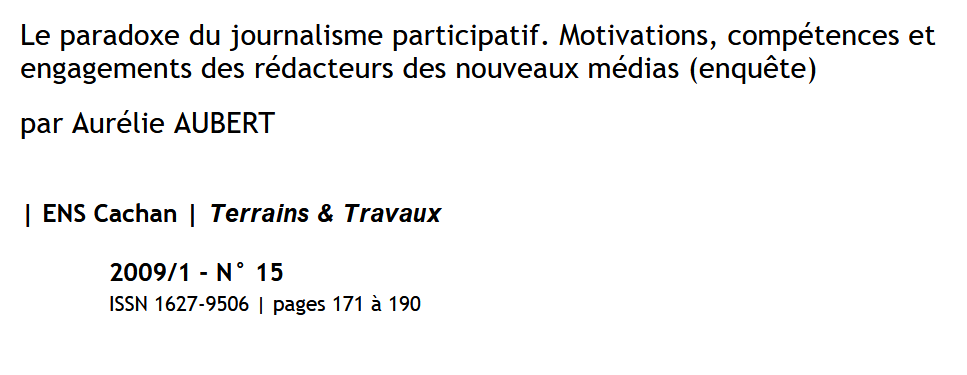 Le paradoxe du journalisme participatif. Motivations, compétences et
engagements des rédacteurs des nouveaux médias (enquête)
par Aurélie AUBERT
| ENS Cachan | Terrains & Travaux
2009/1 - N° 15
ISSN 1627-9506 | pages 171 à 190